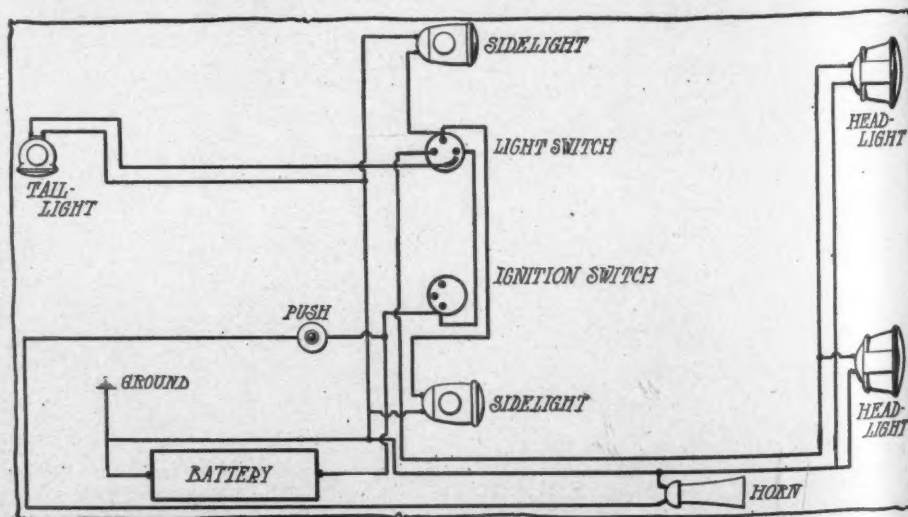 SIDELIGHT
HEAD-
LIGHT
LIGHT SWITCH
TAIL-
LIGHT
IGNITION SWITCH
PUSH
GROUND
SIDELIGHT
HEAD-
LIGHT
BATTERY
HORN